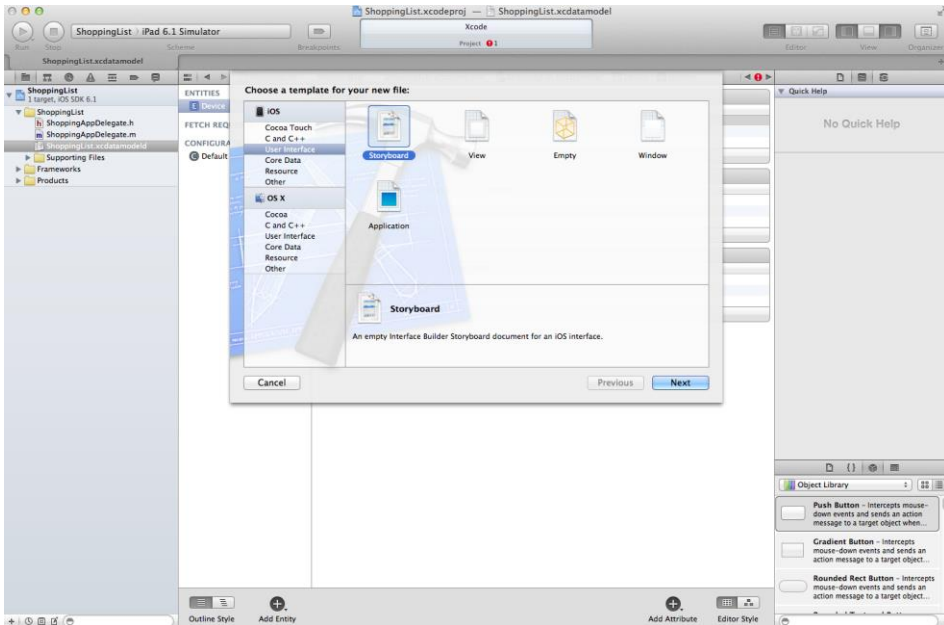 ShoppingList.xcodeproj — ShoppingList.xcdatamodel
Run
Stop
ShoppingList
iPad 6.1 Simulator
Scheme
Breakpoints
Xcode
Project 1
Editor
View
Organizer
ShoppingList.xcdatamodel
ShoppingList
1 target, iOS SDK 6.1
ShoppingList
ShoppingAppDelegate.h
ShoppingAppDelegate.m
ShoppingList.xcdatamodeld
Supporting Files
Frameworks
Products
ENTITIES
E Device
FETCH REQ
CONFIGURA
C Default
Choose a template for your new file:
iOS
Cocoa Touch
C and C++
User Interface
Core Data
Resource
Other
OS X
Cocoa
C and C++
User Interface
Core Data
Resource
Other
Storyboard
View
Empty
Window
Application
Storyboard
An empty Interface Builder Storyboard document for an iOS interface.
Cancel
Previous
Next
Quick Help
No Quick Help
Object Library
Push Button - Intercepts mouse-
down events and sends an action
message to a target object when...
Gradient Button - Intercepts
mouse-down events and sends an
action message to a target object...
Rounded Rect Button - Intercepts
mouse-down events and sends an
action message to a target object...
Outline Style
Add Entity
Add Attribute
Editor Style